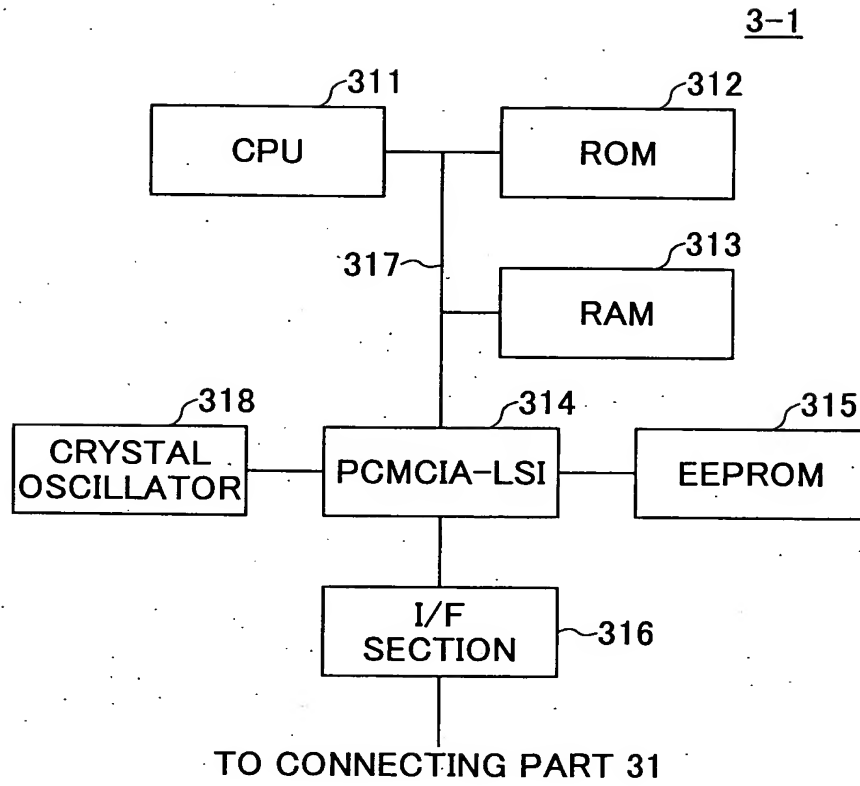 3-1
311
312
CPU
ROM
313
317
RAM
318
314
315
CRYSTAL
OSCILLATOR
PCMCIA-LSI
EEPROM
I/F
SECTION
316
TO CONNECTING PART 31